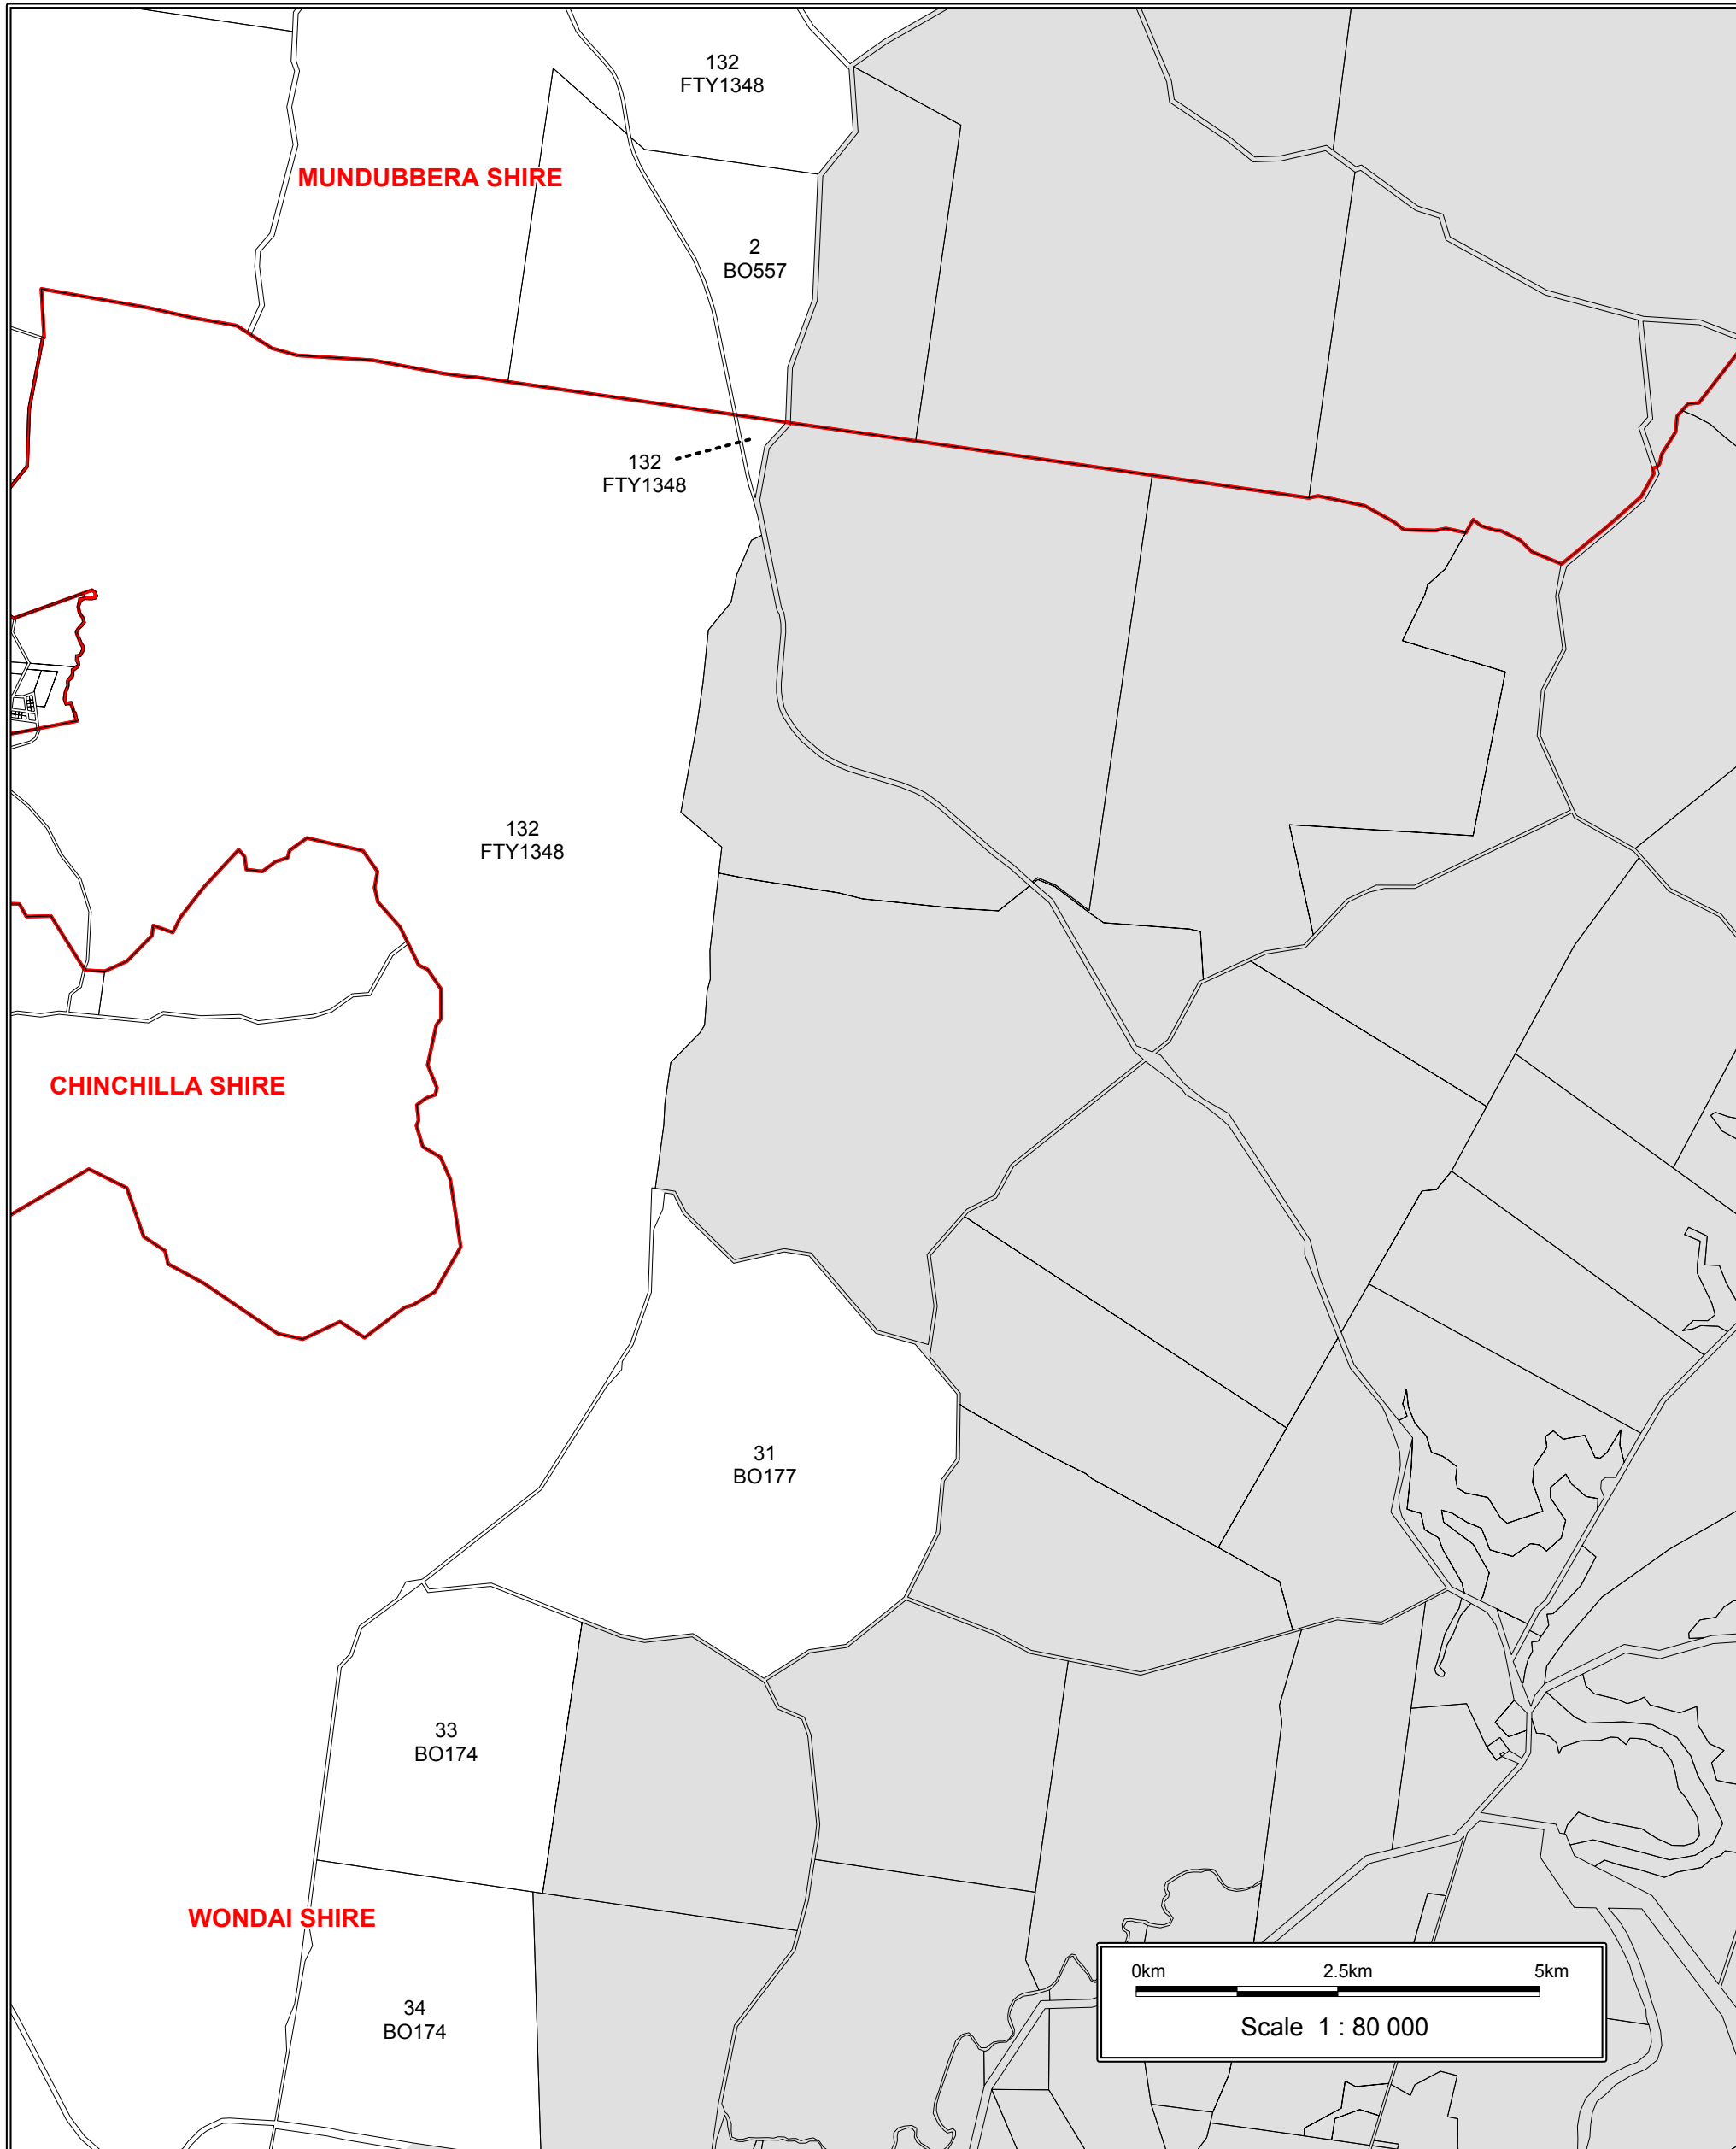 132
FTY1348
MUNDUBBERA SHIRE
2
BO557
132
FTY1348
132
FTY1348
CHINCHILLA SHIRE
31
BO177
33
BO174
WONDAI SHIRE
34
BO174
0km 2.5km 5km
Scale 1 : 80 000